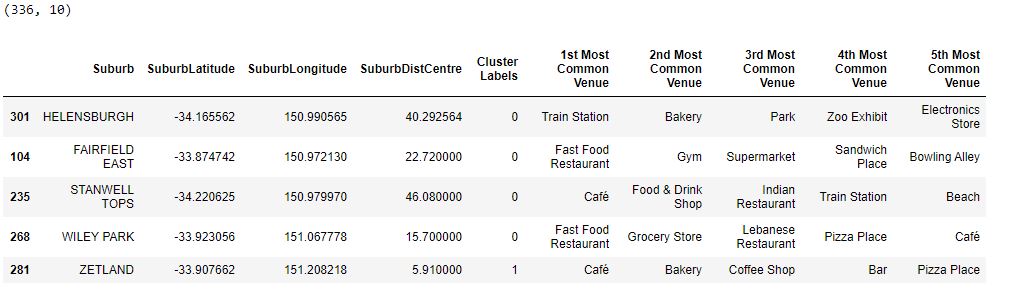 (336, 10)
Suburb SuburbLatitude SuburbLongitude SuburbDistCentre Cluster Labels 1st Most Common Venue 2nd Most Common Venue 3rd Most Common Venue 4th Most Common Venue 5th Most Common Venue
301 HELENSBURGH -34.165562 150.990565 40.292564 0 Train Station Bakery Park Zoo Exhibit Electronics Store
104 FAIRFIELD EAST -33.874742 150.972130 22.720000 0 Fast Food Restaurant Gym Supermarket Sandwich Place Bowling Alley
235 STANWELL TOPS -34.220625 150.979970 46.080000 0 Café Food & Drink Shop Indian Restaurant Train Station Beach
268 WILEY PARK -33.923056 151.067778 15.700000 0 Fast Food Restaurant Grocery Store Lebanese Restaurant Pizza Place Café
281 ZETLAND -33.907662 151.208218 5.910000 1 Café Bakery Coffee Shop Bar Pizza Place